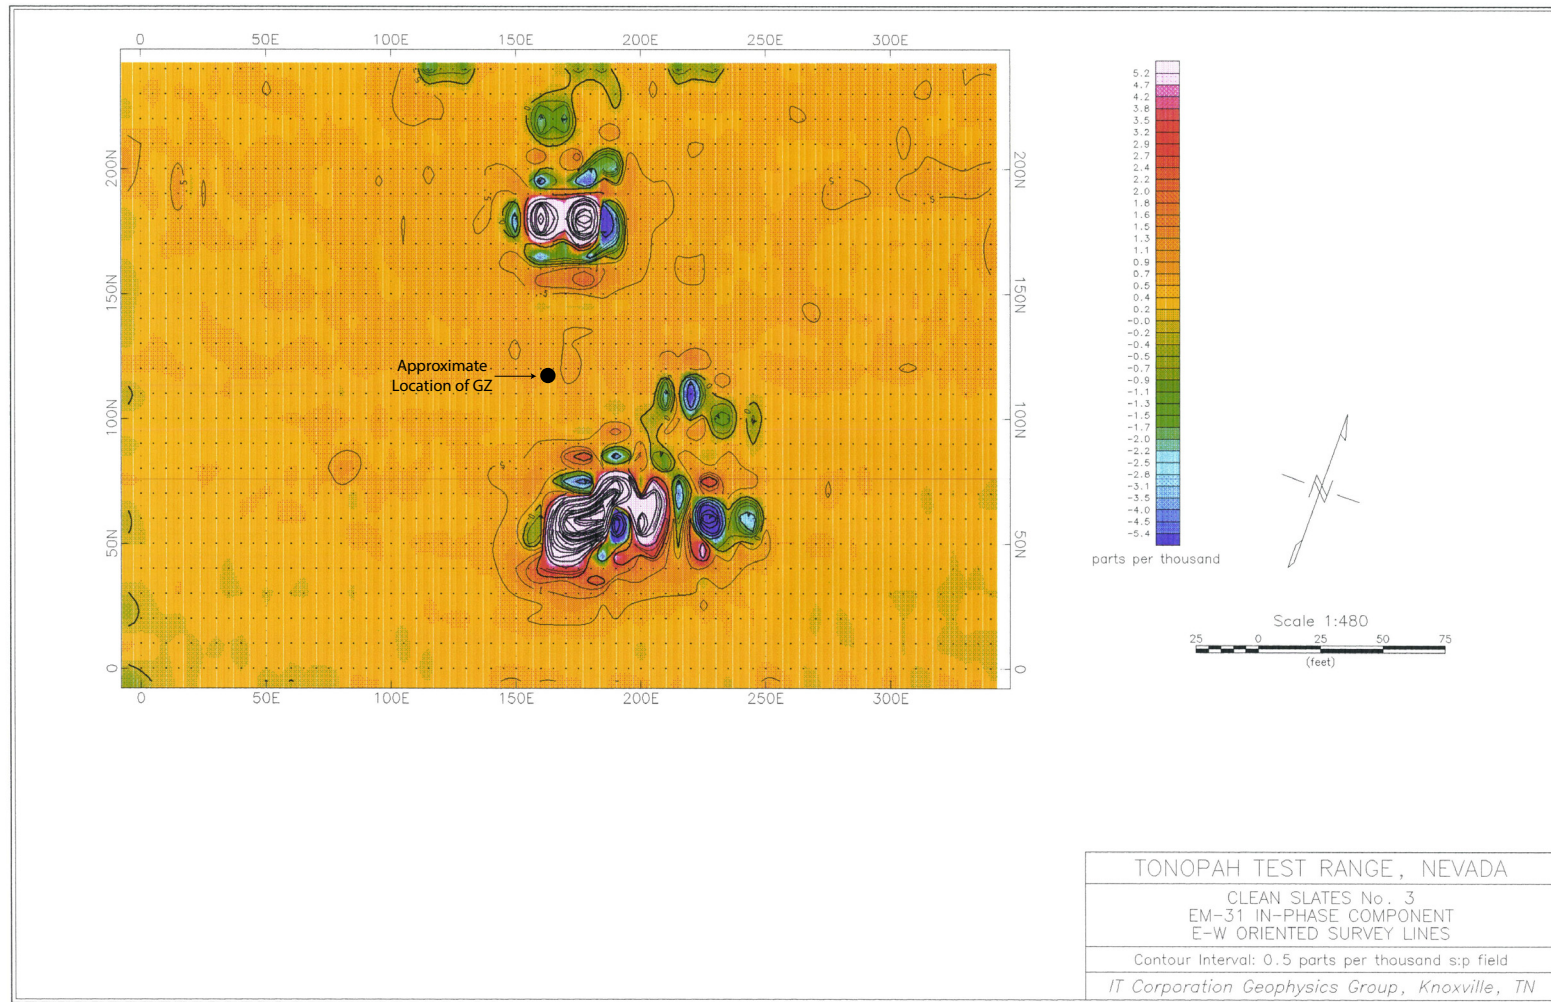 0 50E 100E 150E 200E 250E 300E
200N
150N
100N
50N
0
200N
150N
100N
50N
0
Approximate
Location of GZ
0 50E 100E 150E 200E 250E 300E
5.2
4.7
4.2
3.8
3.5
3.2
2.9
2.7
2.4
2.2
2.0
1.8
1.6
1.5
1.3
1.1
0.9
0.7
0.5
0.4
0.2
-0.0
-0.2
-0.4
-0.5
-0.7
-0.9
-1.1
-1.3
-1.5
-1.7
-2.0
-2.2
-2.5
-2.8
-3.1
-3.5
-4.0
-4.5
-5.4
parts per thousand
N
Scale 1:480
25 0 25 50 75
(feet)
TONOPAH TEST RANGE, NEVADA
CLEAN SLATES No. 3
EM-31 IN-PHASE COMPONENT
E-W ORIENTED SURVEY LINES
Contour Interval: 0.5 parts per thousand s:p field
IT Corporation Geophysics Group, Knoxville, TN